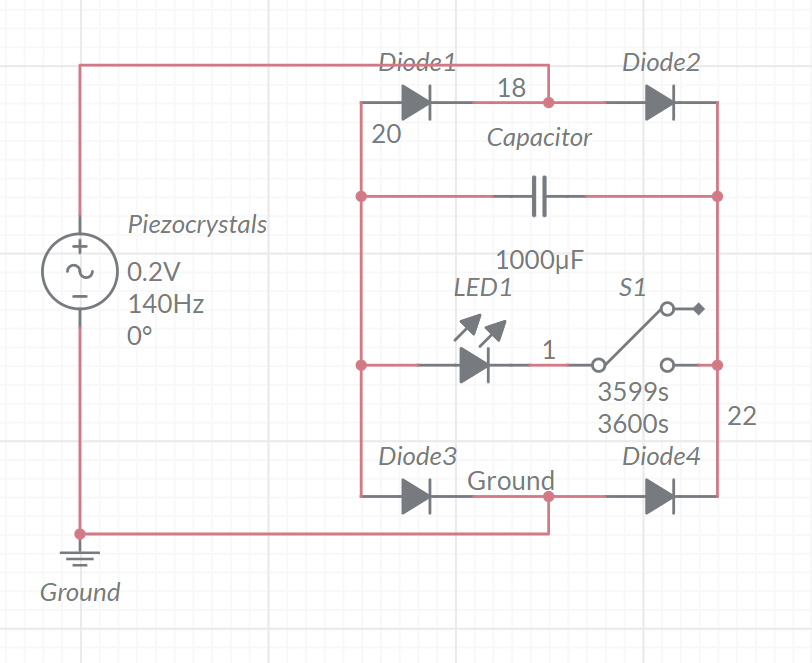 Diode1
Diode2
18
20
Capacitor
Piezocrystals
0.2V
140Hz
0°
1000µF
LED1
S1
1
3599s
3600s
22
Diode3
Ground
Diode4
Ground